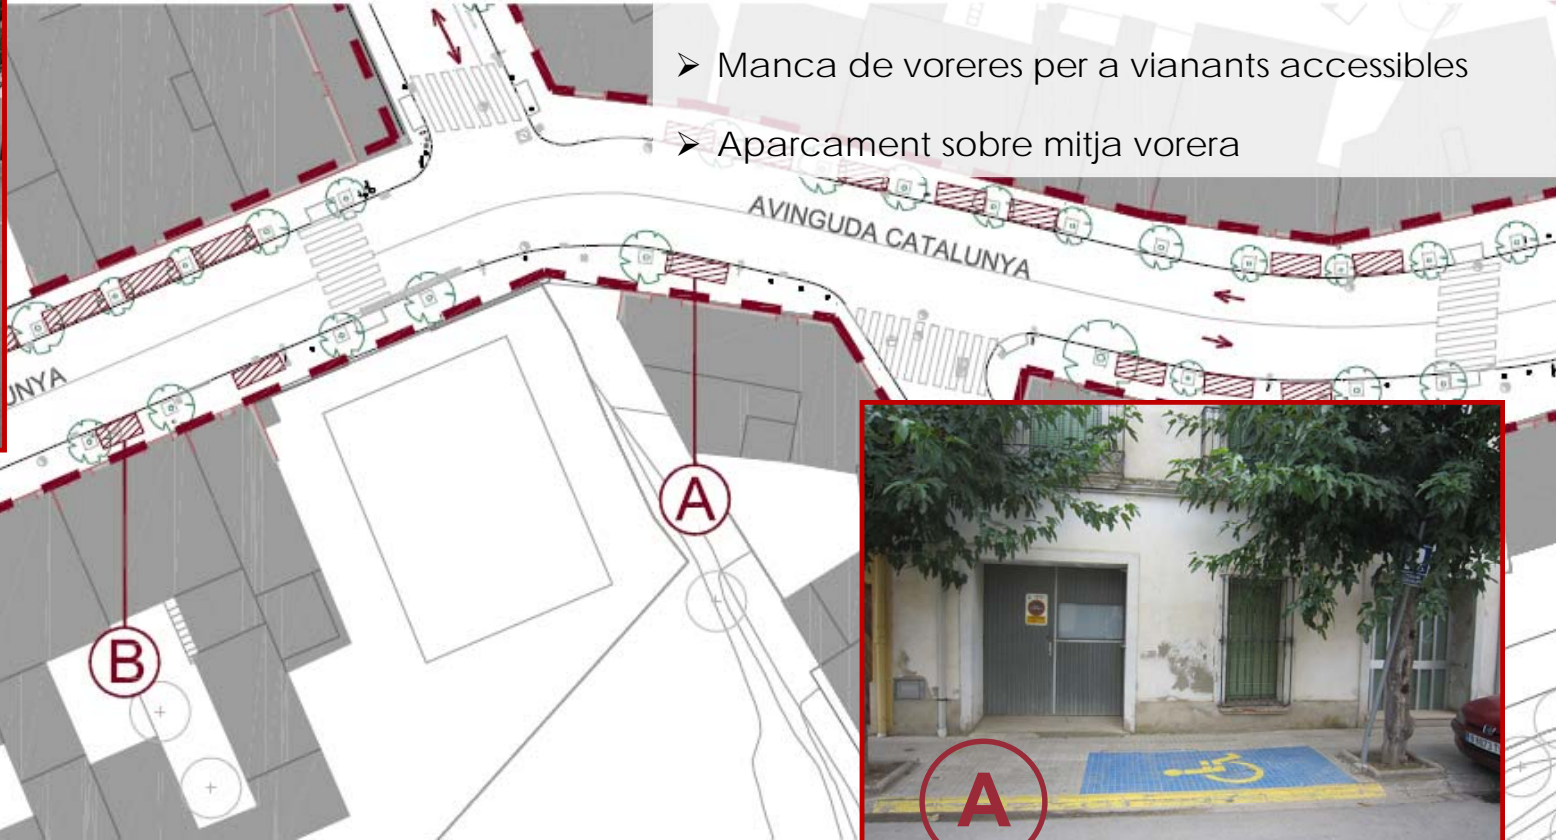 ➢ Manca de voreres per a vianants accessibles
➢ Aparcament sobre mitja vorera
AVINGUDA CATALUNYA
UNYA
A
B
A